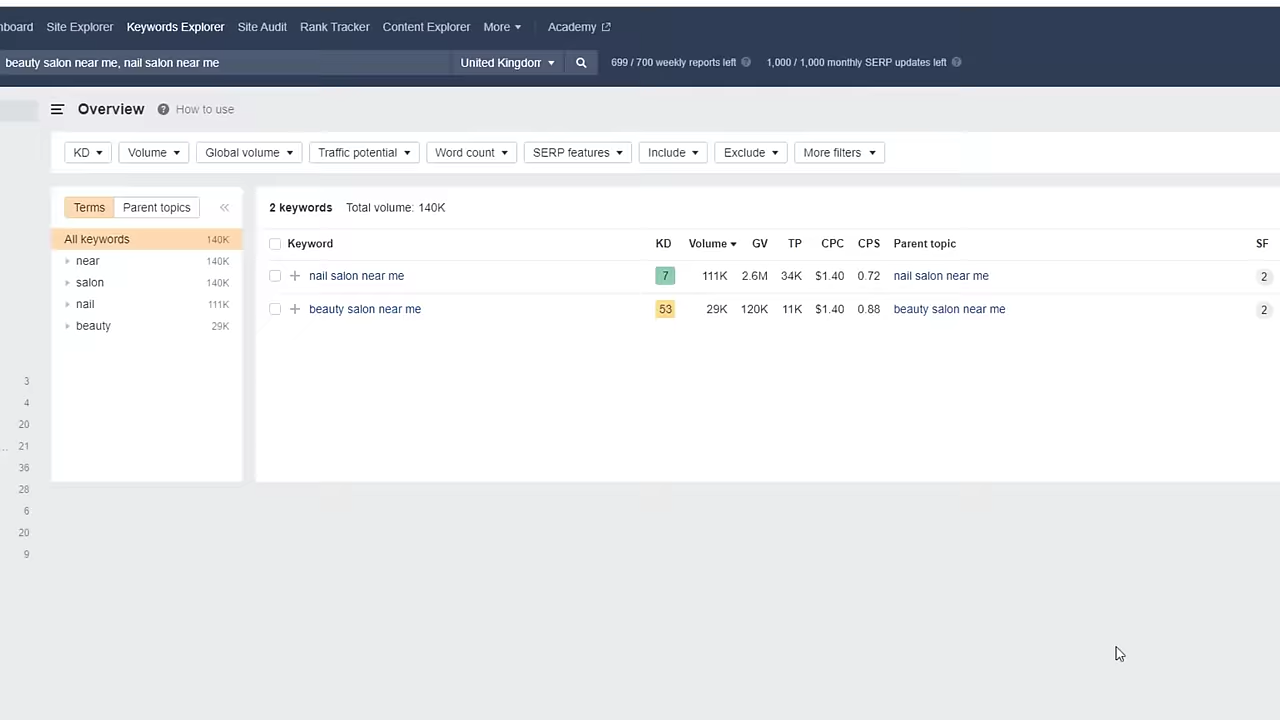 hboard Site Explorer Keywords Explorer Site Audit Rank Tracker Content Explorer More Academy
beauty salon near me, nail salon near me United Kingdom 699 / 700 weekly reports left 1,000 / 1,000 monthly SERP updates left
Overview How to use
KD Volume Global volume Traffic potential Word count SERP features Include Exclude More filters
Terms Parent topics
2 keywords Total volume: 140K
All keywords 140K
near 140K
salon 140K
nail 111K
beauty 29K
Keyword KD Volume GV TP CPC CPS Parent topic SF
nail salon near me 7 111K 2.6M 34K $1.40 0.72 nail salon near me 2
beauty salon near me 53 29K 120K 11K $1.40 0.88 beauty salon near me 2
3
4
20
... 21
36
28
6
20
9